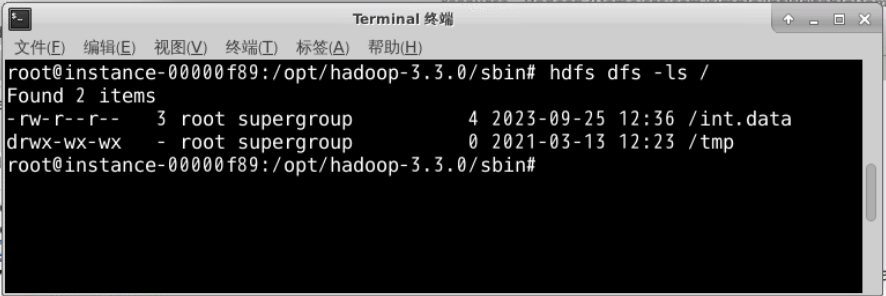 Terminal 终端
文件(F) 编辑(E) 视图(V) 终端(T) 标签(A) 帮助(H)
root@instance-00000f89:/opt/hadoop-3.3.0/sbin# hdfs dfs -ls /
Found 2 items
-rw-r--r--   3 root supergroup          4 2023-09-25 12:36 /int.data
drwx-wx-wx   - root supergroup          0 2021-03-13 12:23 /tmp
root@instance-00000f89:/opt/hadoop-3.3.0/sbin#